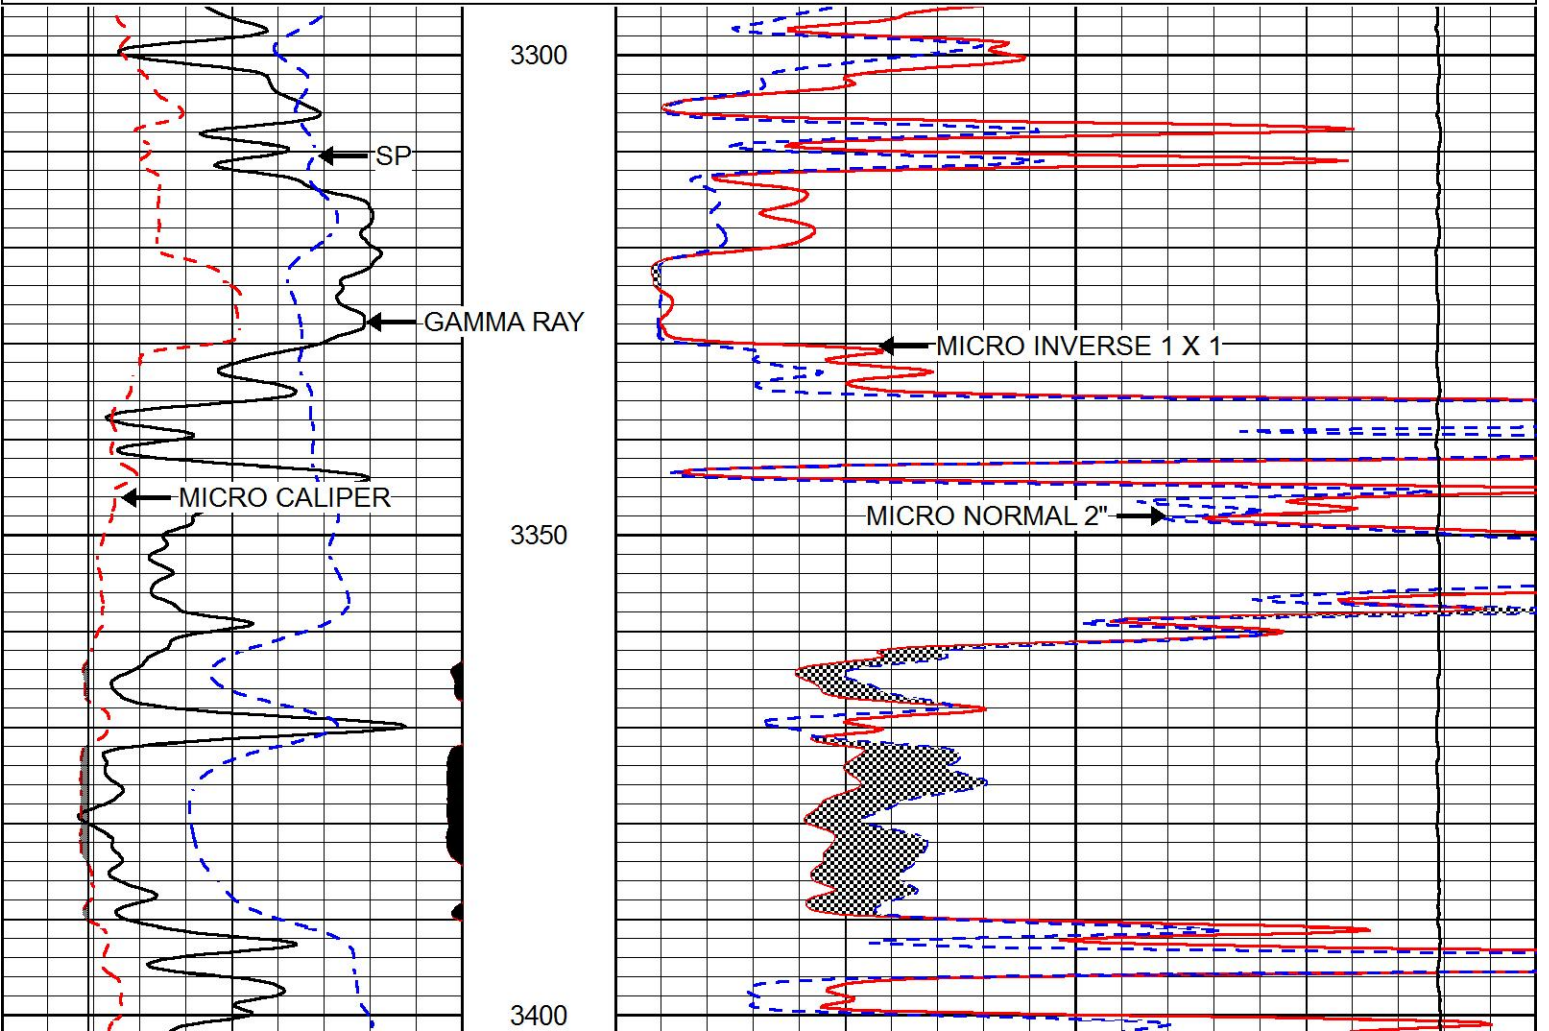 3300
SP
GAMMA RAY
MICRO INVERSE 1 X 1
MICRO CALIPER
MICRO NORMAL 2"
3350
3400